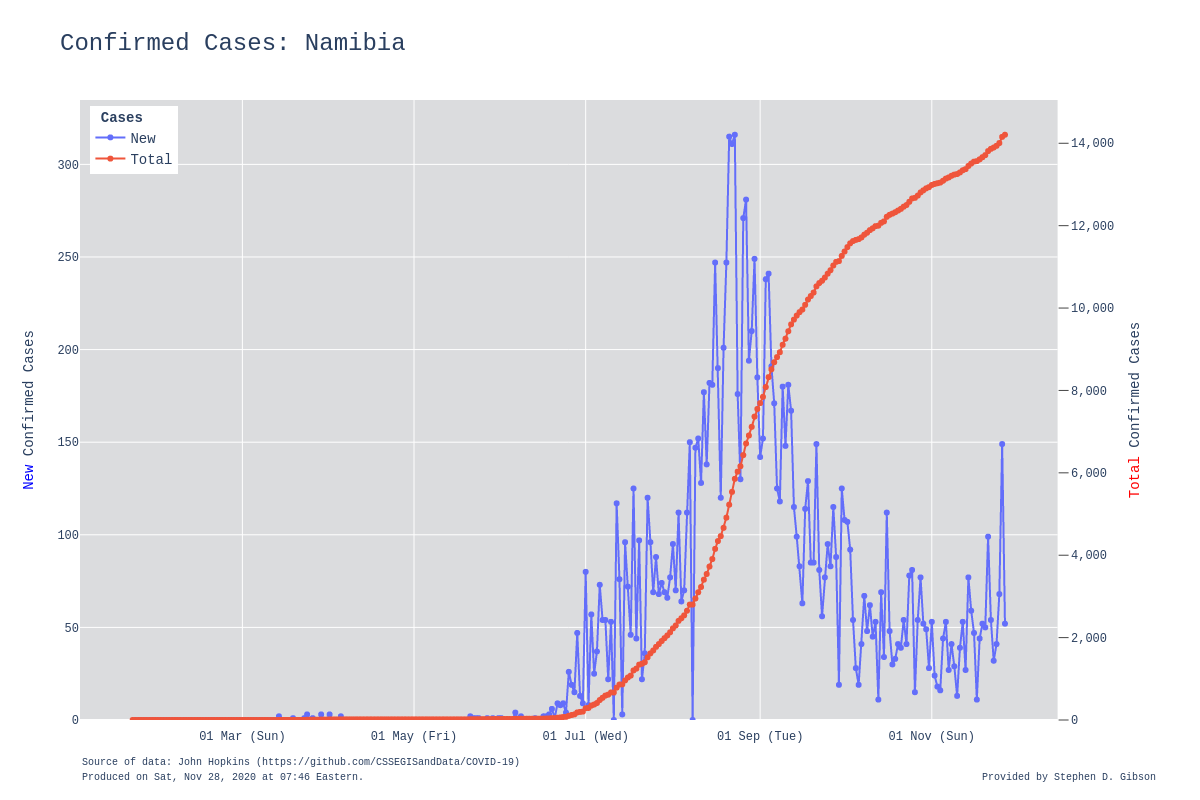 Confirmed Cases: Namibia
Cases
New
Total
300
250
200
150
100
50
0
14,000
12,000
10,000
8,000
6,000
4,000
2,000
0
New Confirmed Cases
Total Confirmed Cases
01 Mar (Sun)
01 May (Fri)
01 Jul (Wed)
01 Sep (Tue)
01 Nov (Sun)
Source of data: John Hopkins (https://github.com/CSSEGISandData/COVID-19)
Produced on Sat, Nov 28, 2020 at 07:46 Eastern.
Provided by Stephen D. Gibson